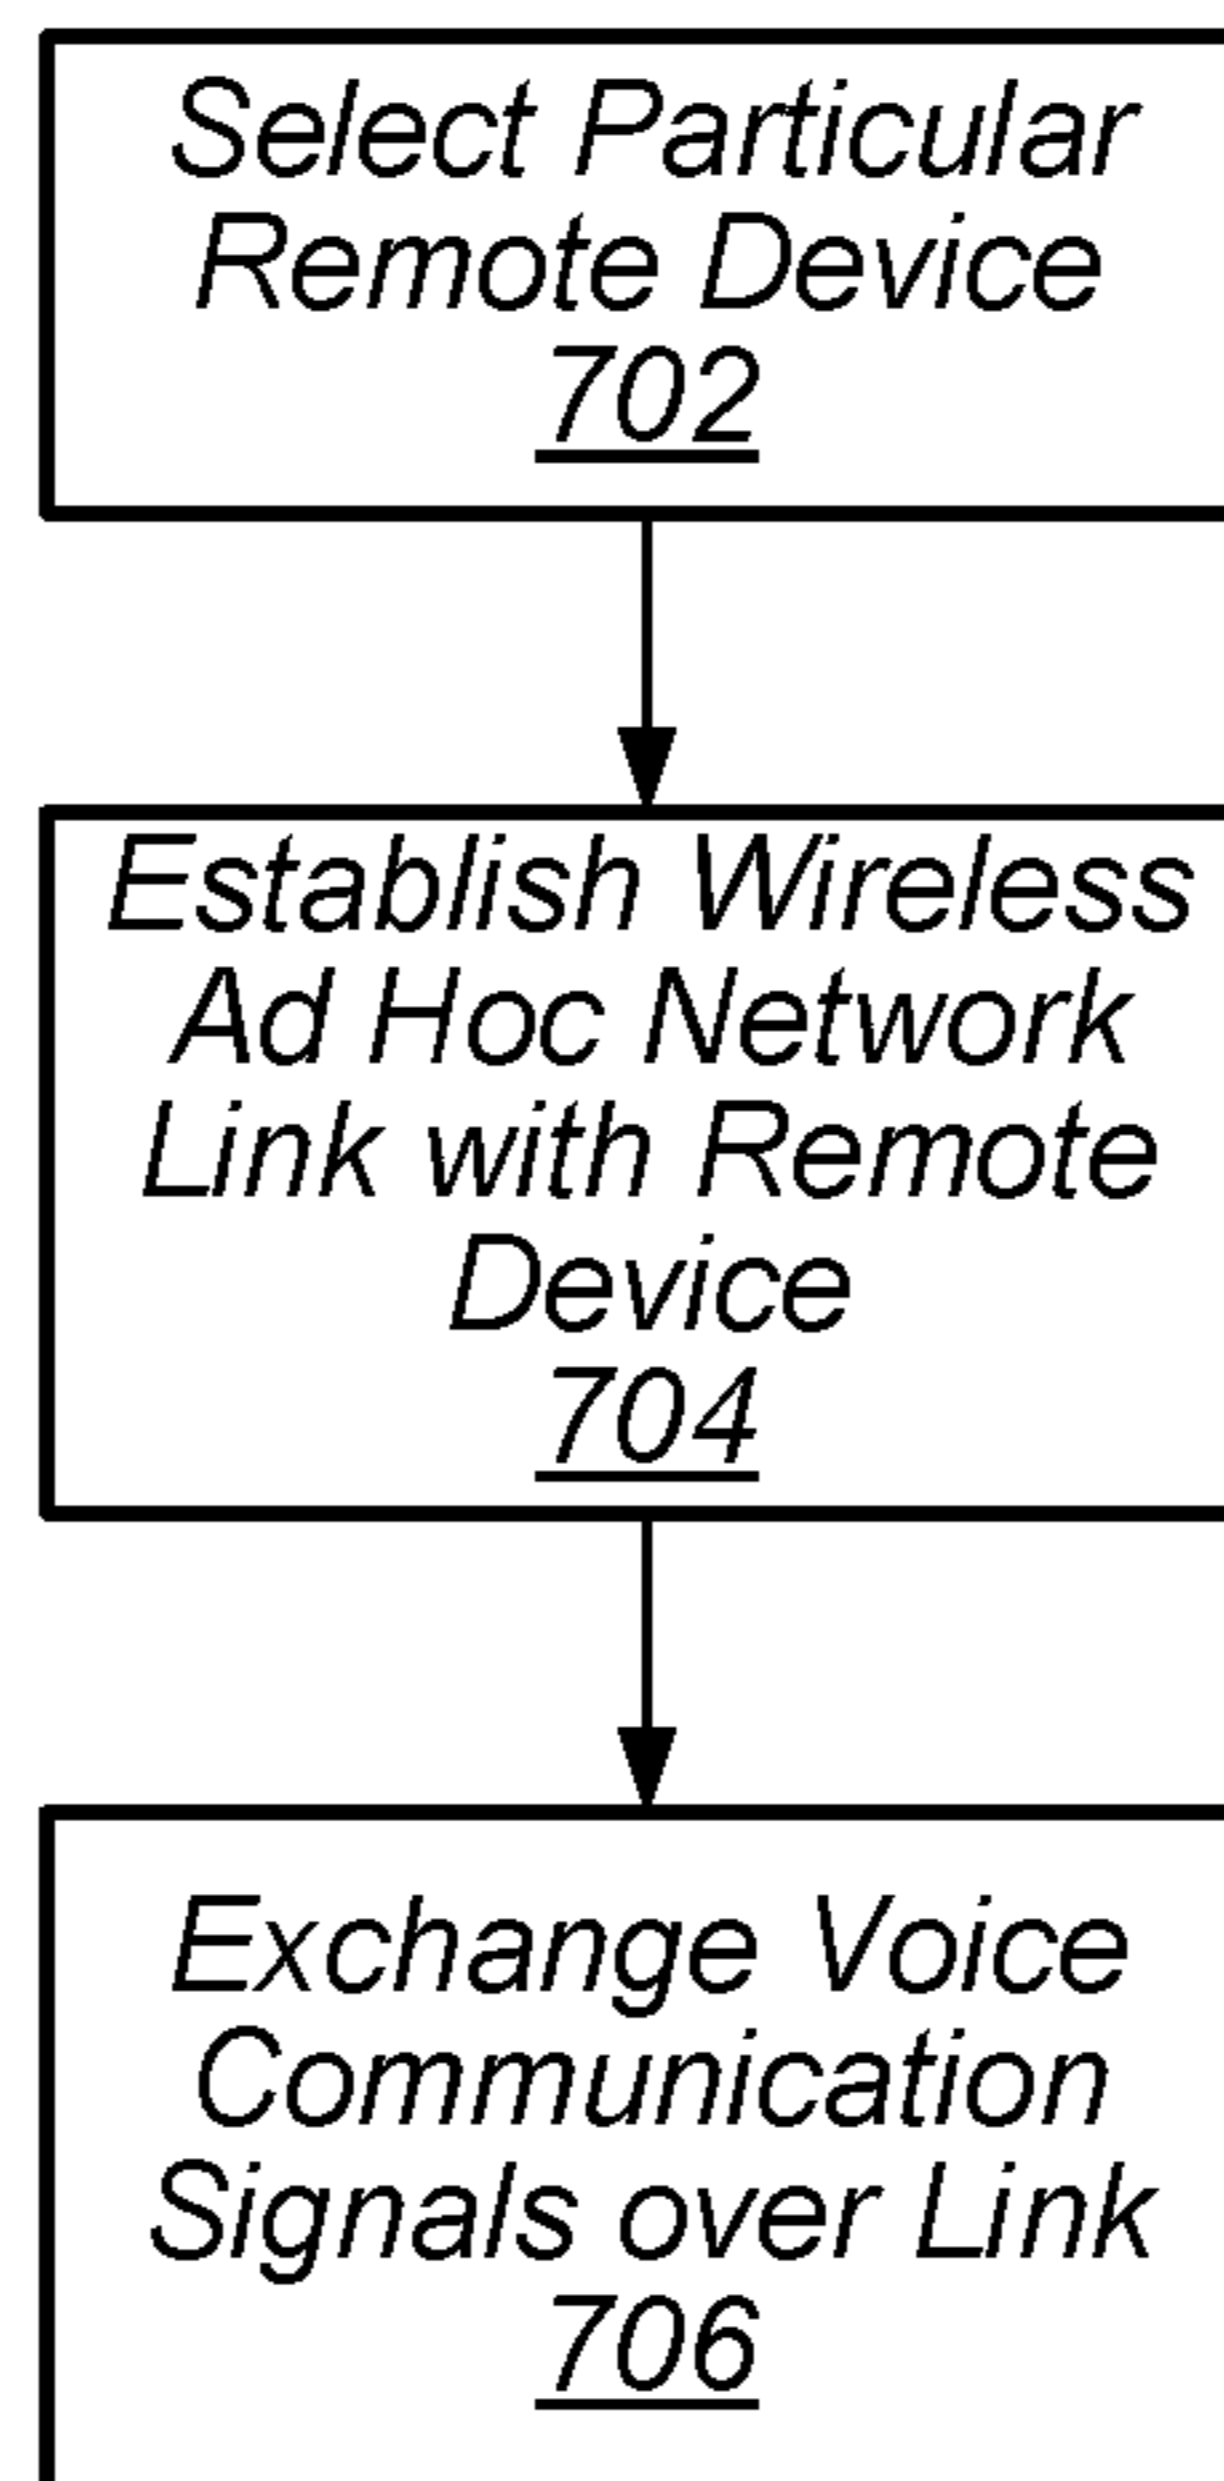 Select Particular
Remote Device
702
Establish Wireless
Ad Hoc Network
Link with Remote
Device
704
Exchange Voice
Communication
Signals over Link
706